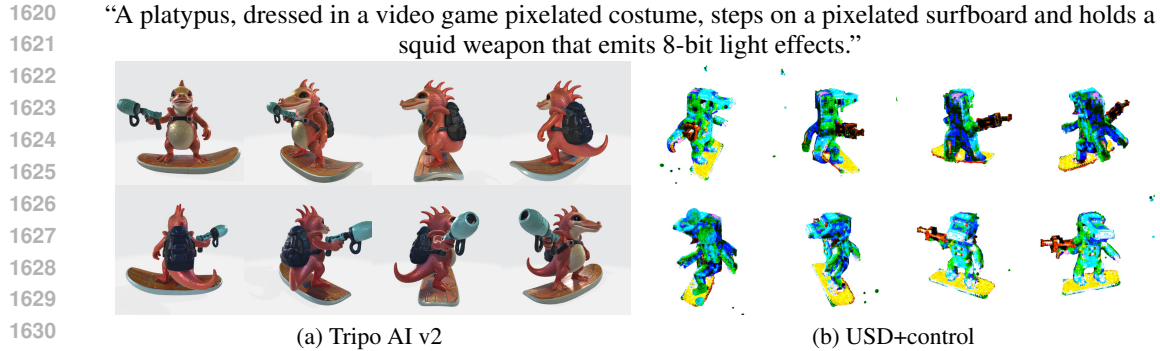 1620
“A platypus, dressed in a video game pixelated costume, steps on a pixelated surfboard and holds a
1621
squid weapon that emits 8-bit light effects.”
1622
1623
1624
1625
1626
1627
1628
1629
1630
(a) Tripo AI v2
(b) USD+control